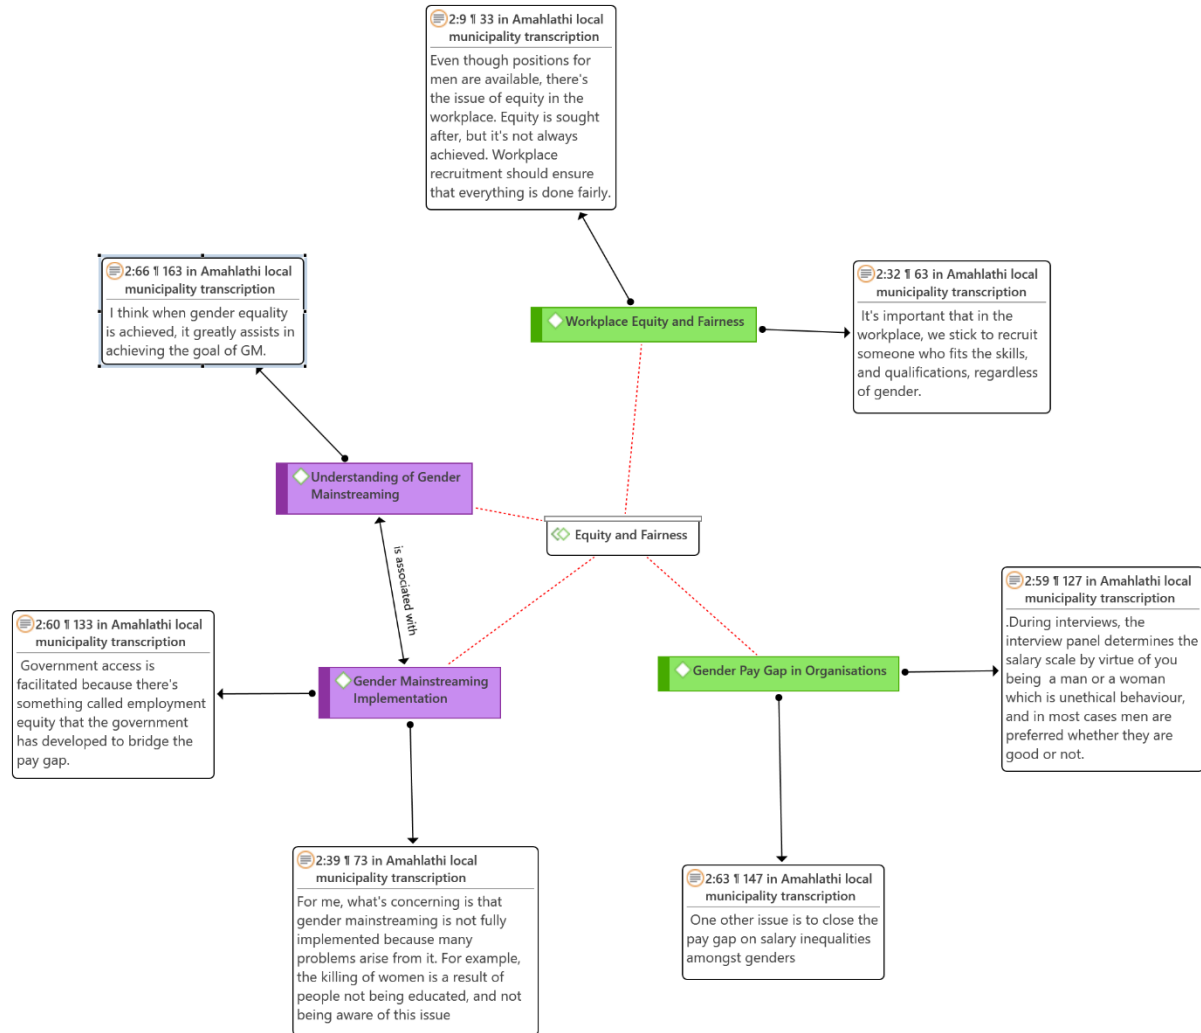 2:9 ¶ 33 in Amahlathi local
municipality transcription
Even though positions for
men are available, there's
the issue of equity in the
workplace. Equity is sought
after, but it's not always
achieved. Workplace
recruitment should ensure
that everything is done fairly.
2:66 ¶ 163 in Amahlathi local
municipality transcription
I think when gender equality
is achieved, it greatly assists in
achieving the goal of GM.
2:32 ¶ 63 in Amahlathi local
municipality transcription
It's important that in the
workplace, we stick to recruit
someone who fits the skills,
and qualifications, regardless
of gender.
Workplace Equity and Fairness
Understanding of Gender
Mainstreaming
Equity and Fairness
is associated with
2:60 ¶ 133 in Amahlathi local
municipality transcription
Government access is
facilitated because there's
something called employment
equity that the government
has developed to bridge the
pay gap.
Gender Mainstreaming
Implementation
Gender Pay Gap in Organisations
2:59 ¶ 127 in Amahlathi local
municipality transcription
.During interviews, the
interview panel determines the
salary scale by virtue of you
being a man or a woman
which is unethical behaviour,
and in most cases men are
preferred whether they are
good or not.
2:39 ¶ 73 in Amahlathi local
municipality transcription
For me, what's concerning is that
gender mainstreaming is not fully
implemented because many
problems arise from it. For example,
the killing of women is a result of
people not being educated, and not
being aware of this issue
2:63 ¶ 147 in Amahlathi local
municipality transcription
One other issue is to close the
pay gap on salary inequalities
amongst genders